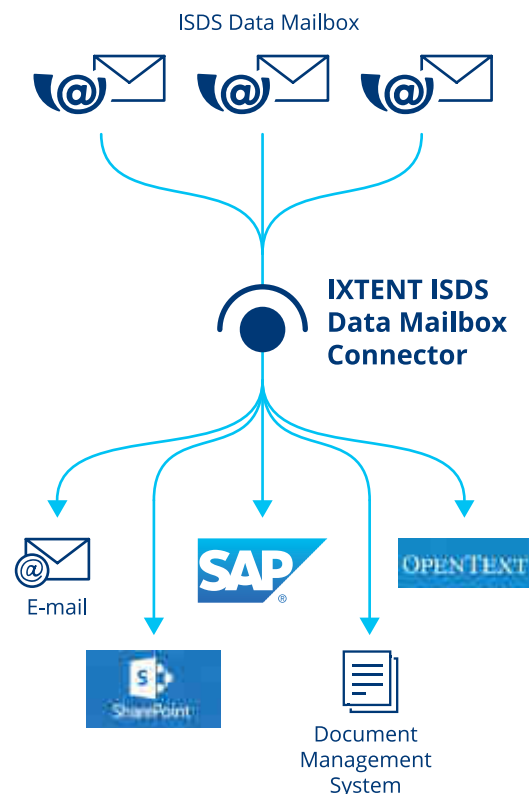 ISDS Data Mailbox
@
@
@
IXTENT ISDS
Data Mailbox
Connector
@
E-mail
SAP®
OPENTEXT
S
SharePoint
Document
Management
System